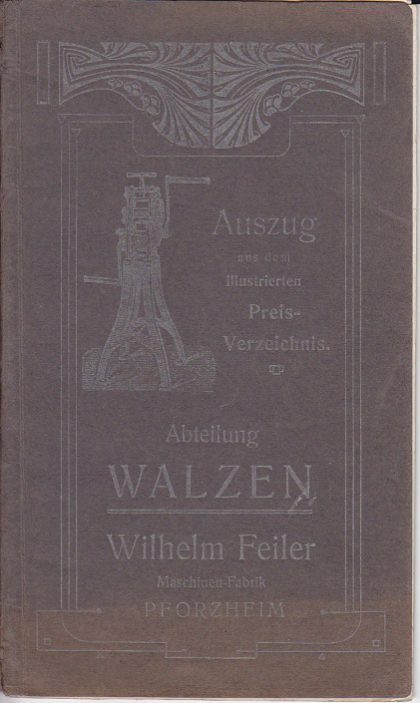 Auszug
aus dem
Illustrierten
Preis-
Verzeichnis.
Abteilung
WALZEN
Wilhelm Feiler
Maschinen-Fabrik
PFORZHEIM